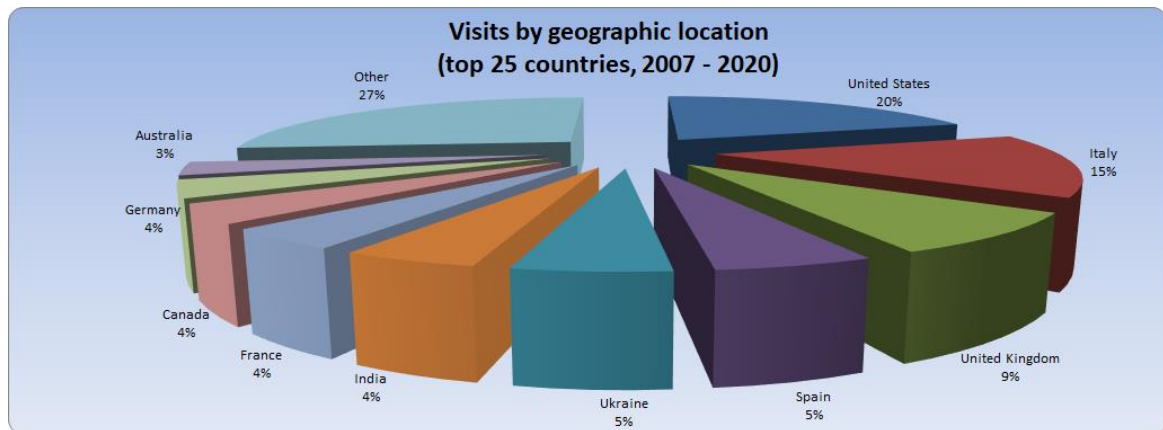 Visits by geographic location
(top 25 countries, 2007 - 2020)
Other
27%
United States
20%
Australia
3%
Italy
15%
Germany
4%
Canada
4%
United Kingdom
9%
France
4%
India
4%
Ukraine
5%
Spain
5%